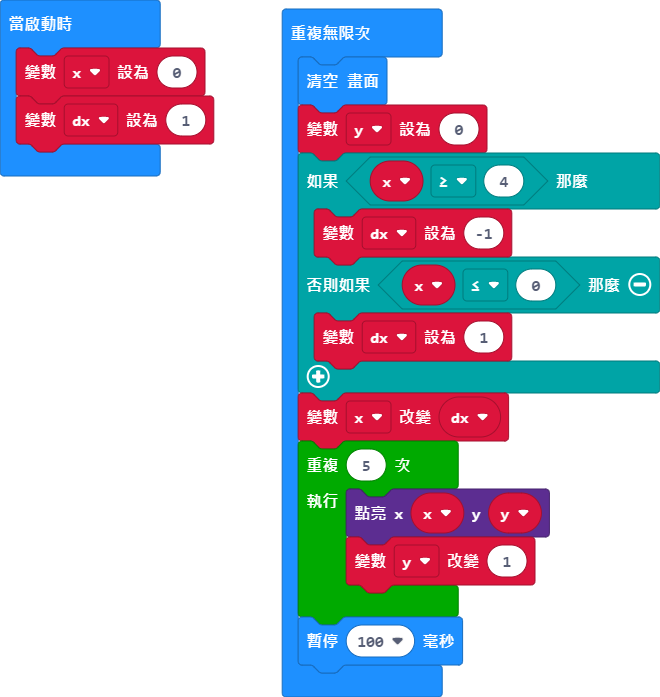 當啟動時
變數 x 設為 0
變數 dx 設為 1
重複無限次
清空 畫面
變數 y 設為 0
如果 x ≥ 4 那麼
變數 dx 設為 -1
否則如果 x ≤ 0 那麼
變數 dx 設為 1
變數 x 改變 dx
重複 5 次
執行
點亮 x x y y
變數 y 改變 1
暫停 100 毫秒